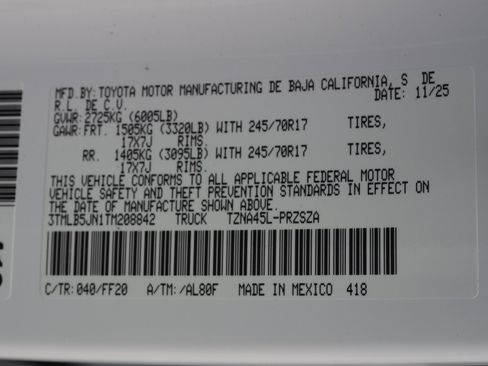 MFD BY: TOYOTA MOTOR MANUFACTURING DE BAJA CALIFORNIA, S DE
R.L. DE C.V. DATE: 11/25
GVWR: 2725KG (6005LB)
GAWR: FRT. 1505KG (3320LB) WITH 245/70R17 TIRES,
17X7J RIMS.
RR. 1405KG (3095LB) WITH 245/70R17 TIRES,
17X7J RIMS.
THIS VEHICLE CONFORMS TO ALL APPLICABLE FEDERAL MOTOR
VEHICLE SAFETY AND THEFT PREVENTION STANDARDS IN EFFECT ON
THE DATE OF MANUFACTURE SHOWN ABOVE.
3TMLB5JN1TM208842 TRUCK TZNA45L-PRZSZA
C/TR: 040/FF20 A/TM: /AL80F MADE IN MEXICO 418